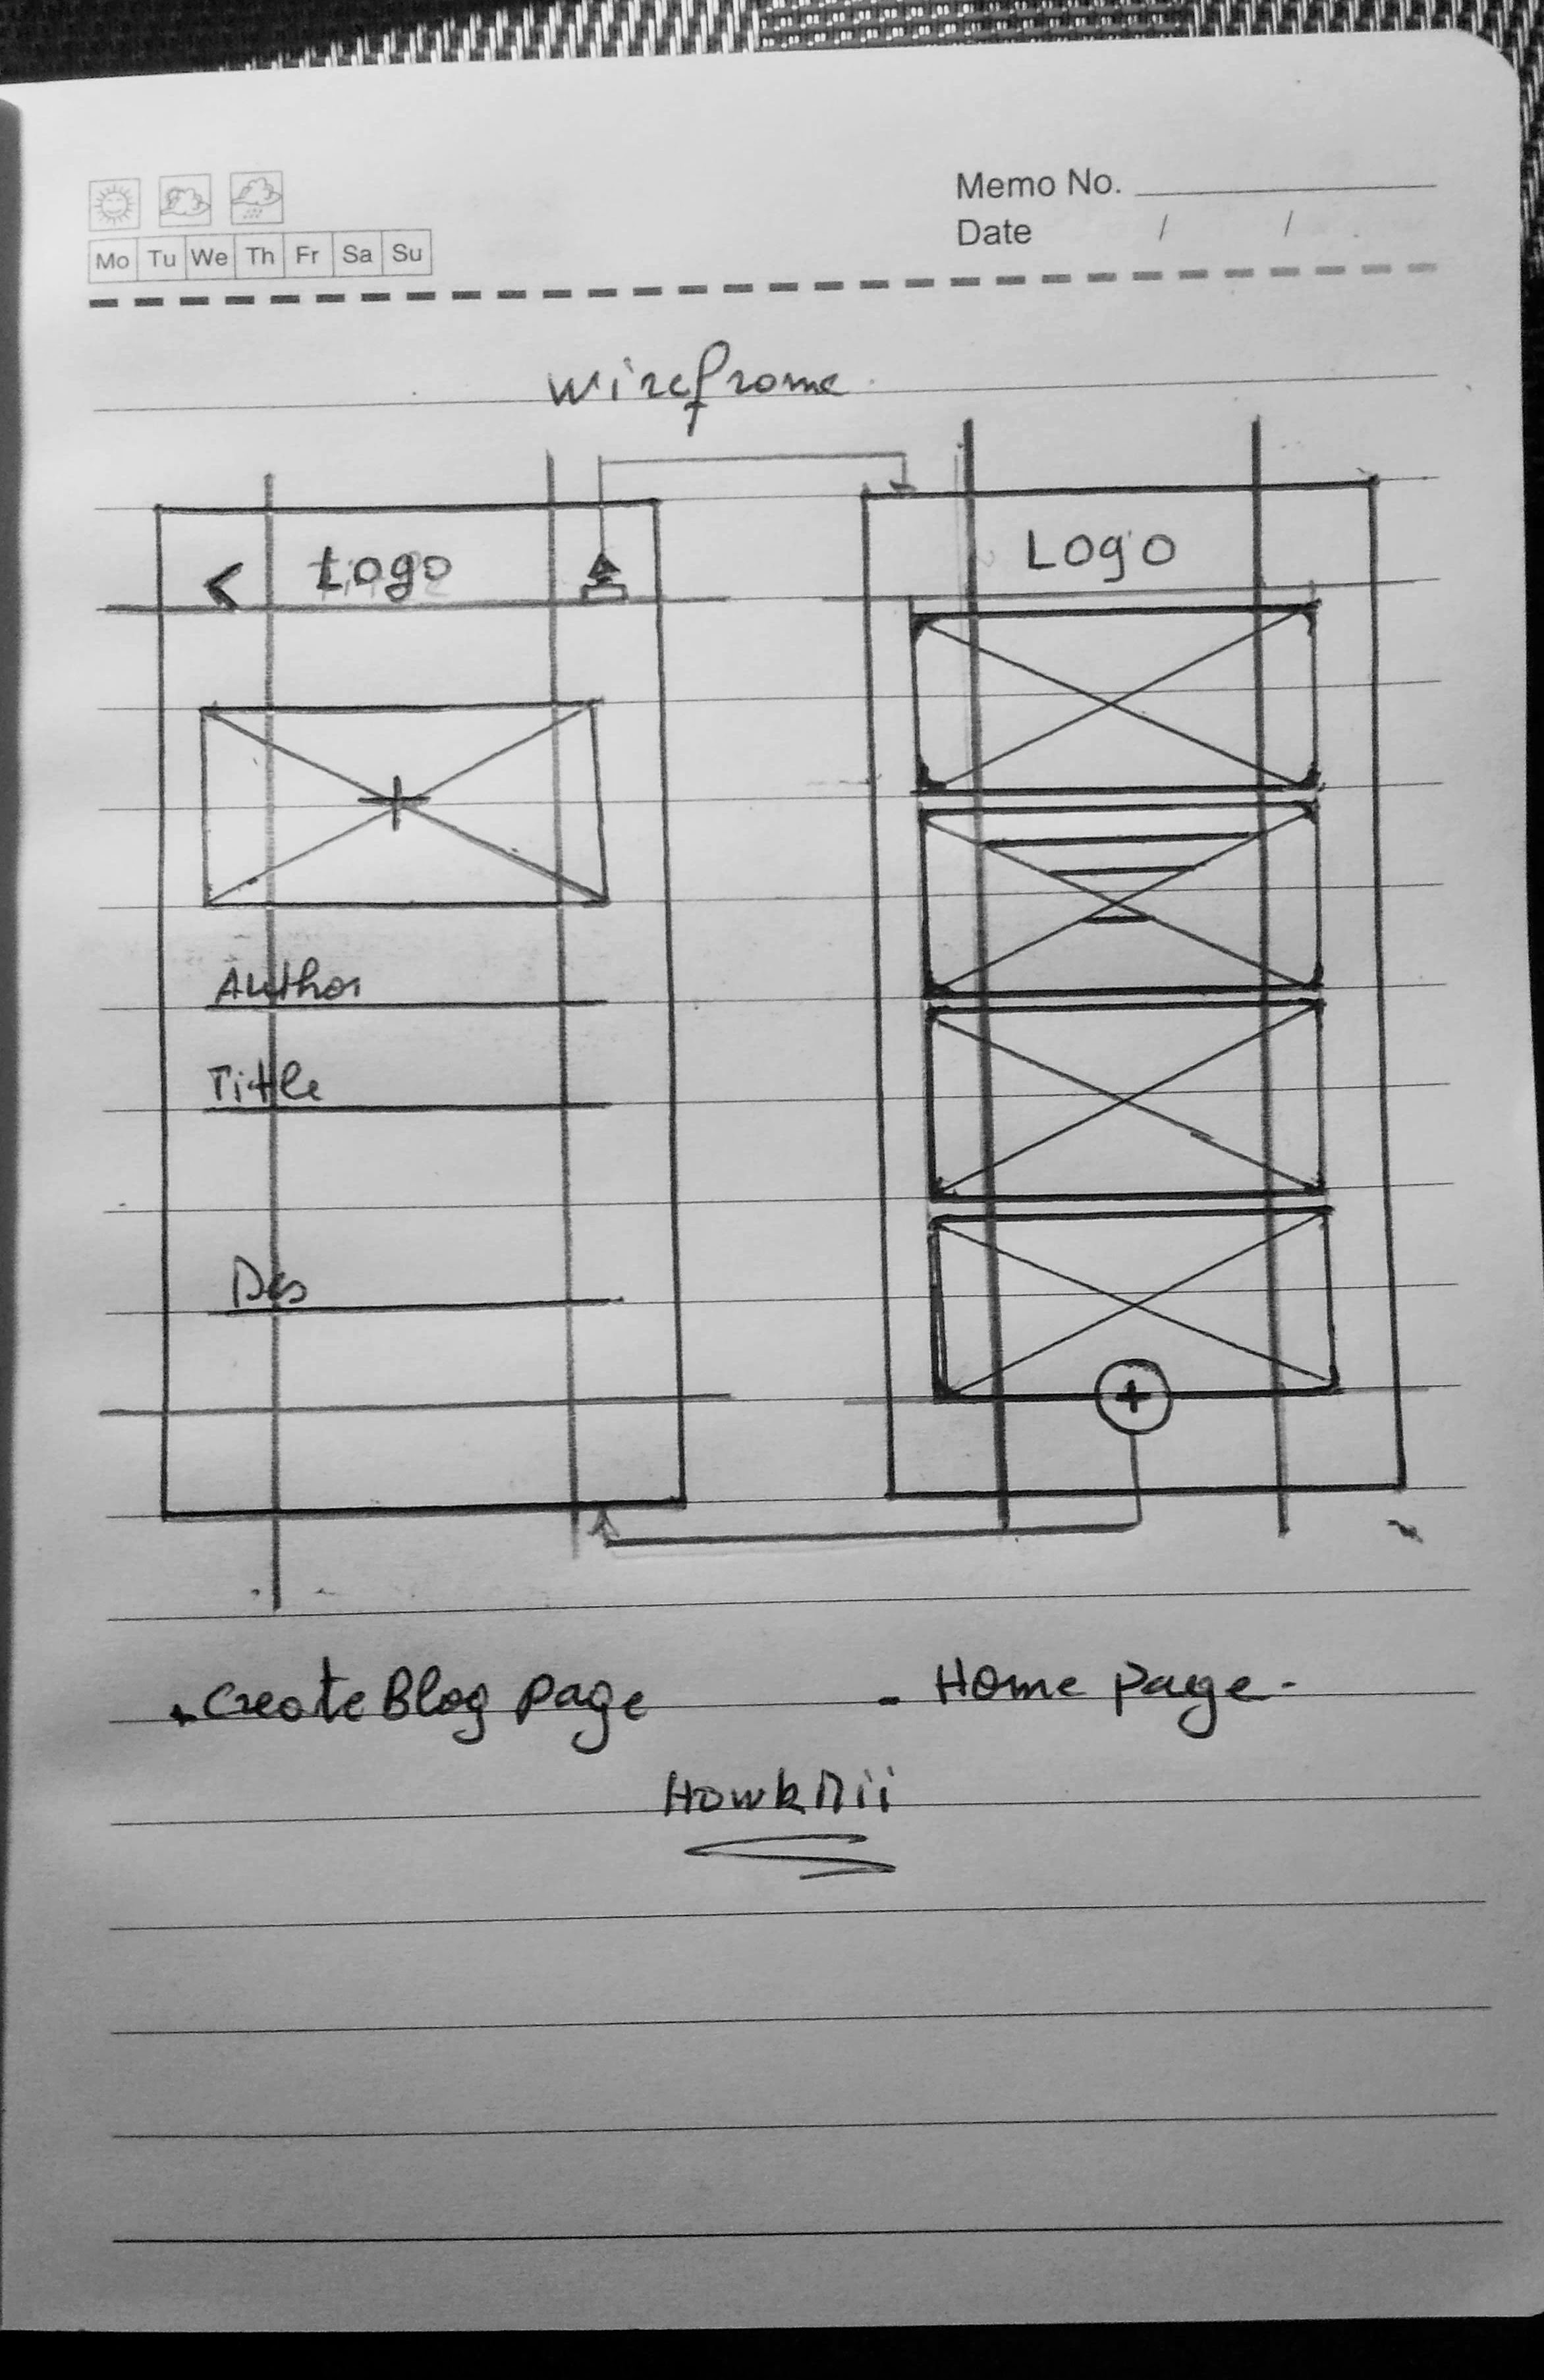 Memo No.
Mo Tu We Th Fr Sa Su
Date / /
Wireframe
< Logo
Logo
+
Author
Title
Des
+
Create Blog Page
- Home Page -